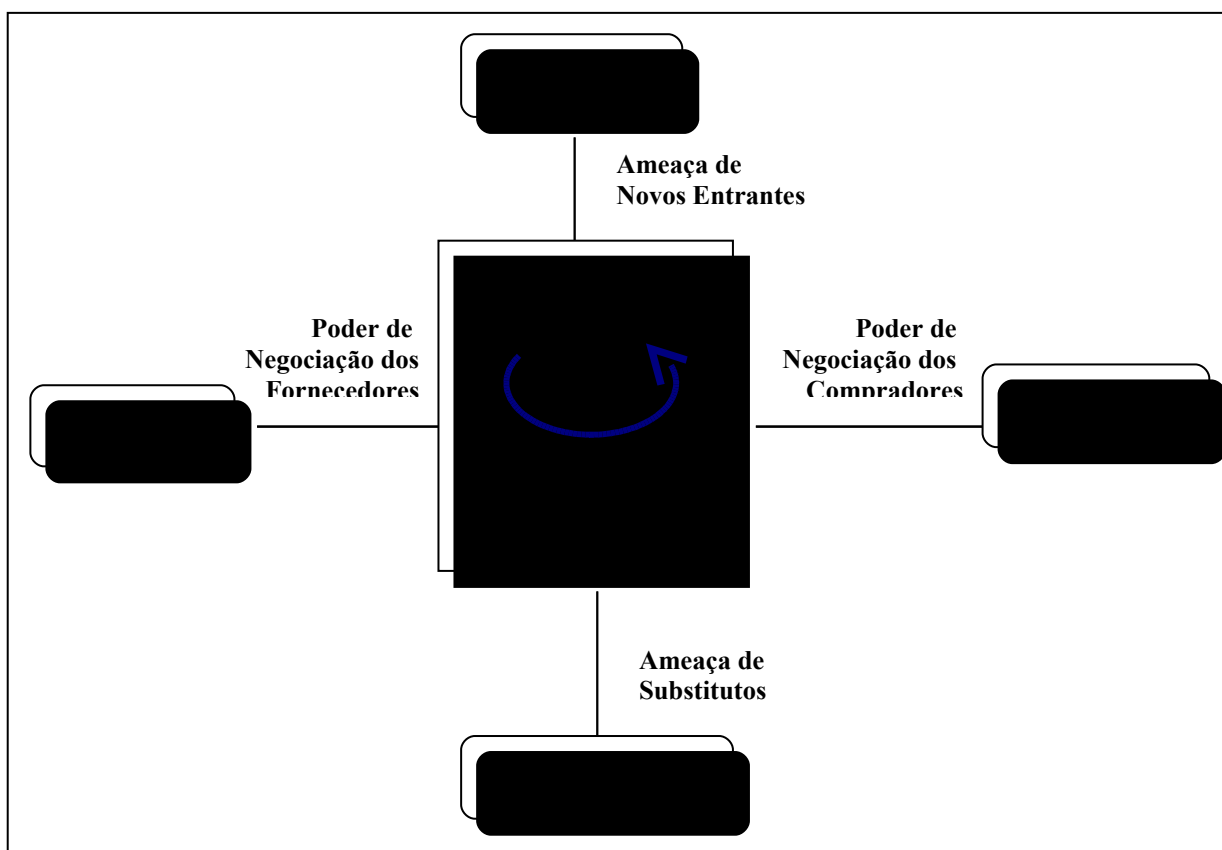 Ameaça de
Novos Entrantes
Poder de
Negociação dos
Fornecedores
Poder de
Negociação dos
Compradores
Ameaça de
Substitutos